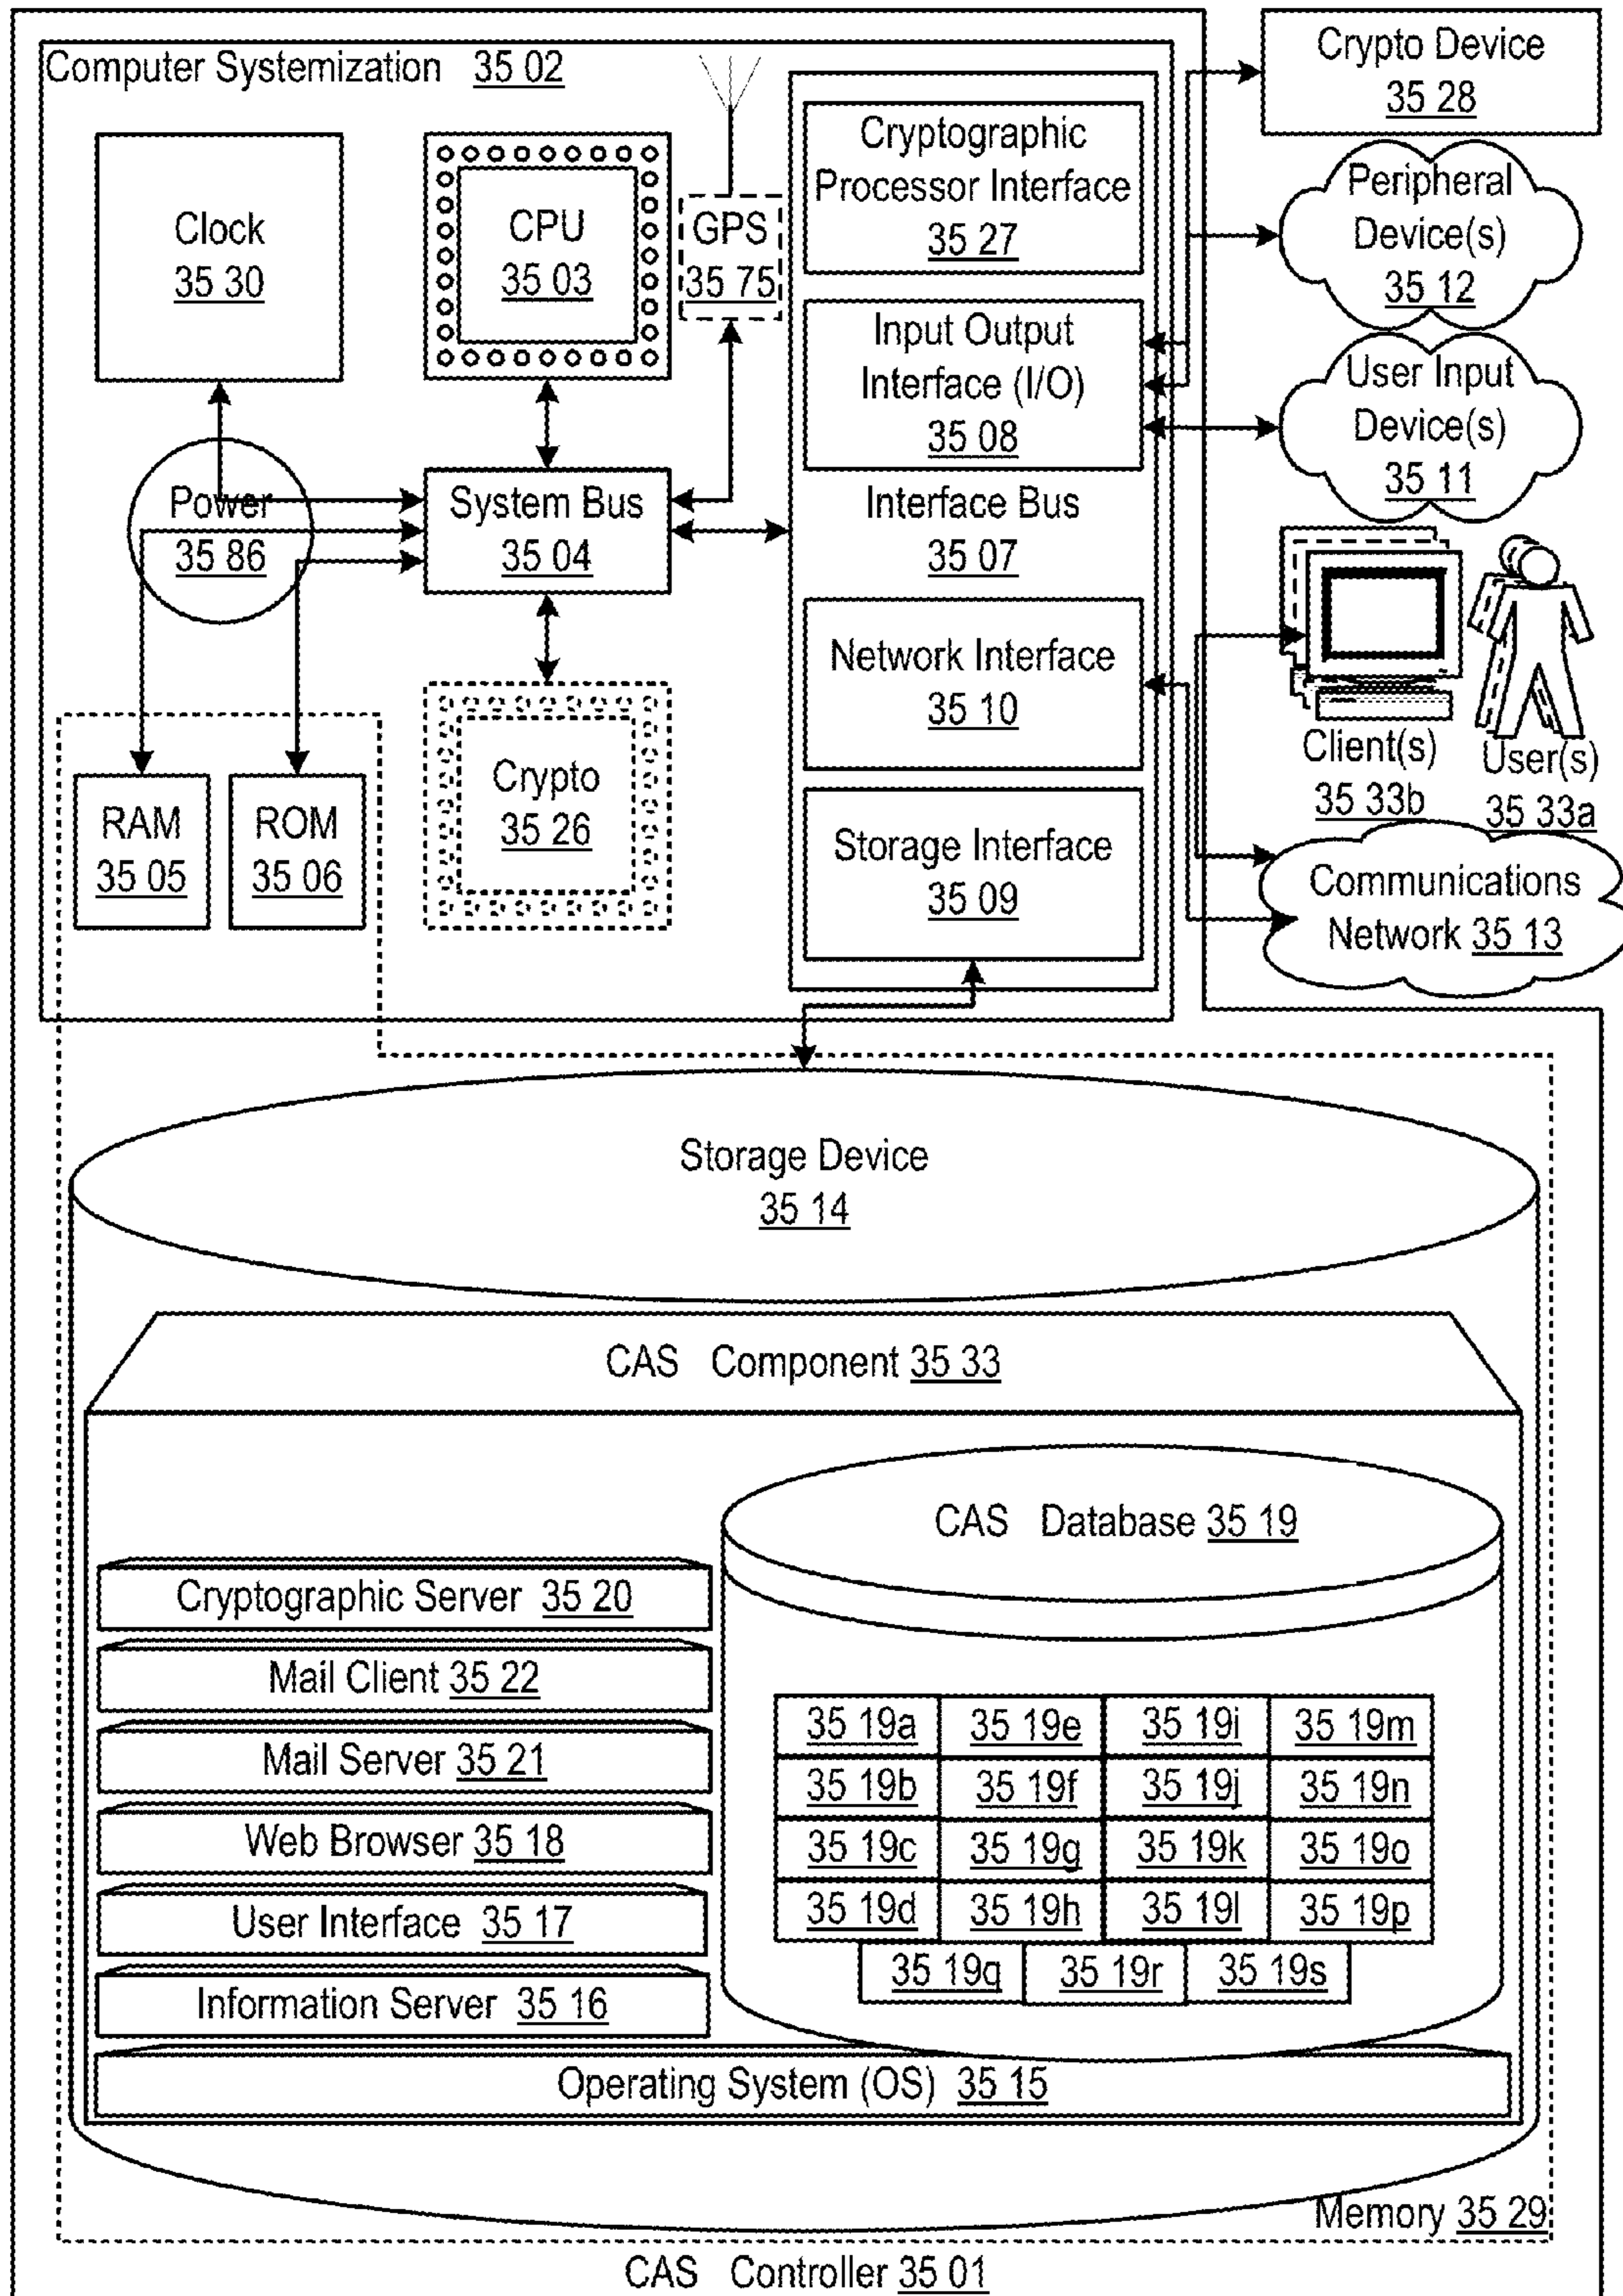 Computer Systemization 35 02
Crypto Device
35 28
Clock
35 30
CPU
35 03
GPS
35 75
Cryptographic
Processor Interface
35 27
Peripheral
Device(s)
35 12
Input Output
Interface (I/O)
35 08
User Input
Device(s)
35 11
Power
35 86
System Bus
35 04
Interface Bus
35 07
Network Interface
35 10
Client(s)
35 33b
User(s)
35 33a
RAM
35 05
ROM
35 06
Crypto
35 26
Storage Interface
35 09
Communications
Network 35 13
Storage Device
35 14
CAS Component 35 33
CAS Database 35 19
Cryptographic Server 35 20
Mail Client 35 22
Mail Server 35 21
Web Browser 35 18
User Interface 35 17
Information Server 35 16
35 19a 35 19e 35 19i 35 19m
35 19b 35 19f 35 19j 35 19n
35 19c 35 19g 35 19k 35 19o
35 19d 35 19h 35 19l 35 19p
35 19q 35 19r 35 19s
Operating System (OS) 35 15
Memory 35 29
CAS Controller 35 01